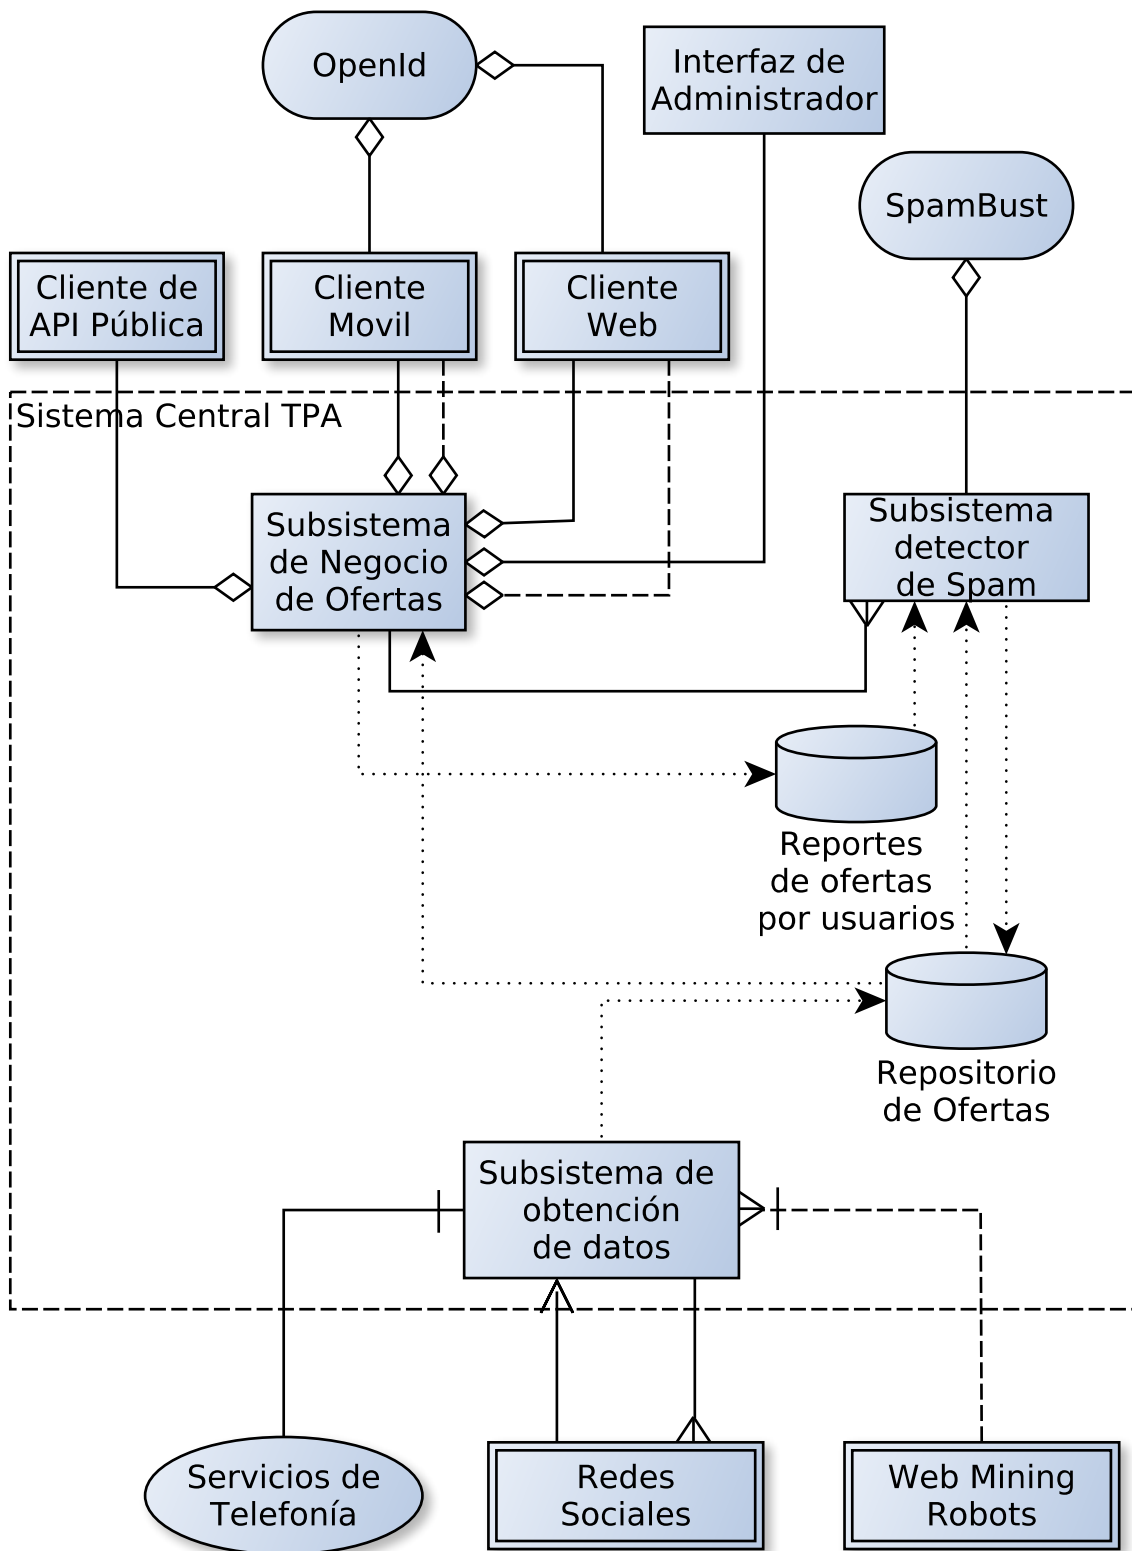 OpenId
Interfaz de
Administrador
SpamBust
Cliente de
API Pública
Cliente
Movil
Cliente
Web
Sistema Central TPA
Subsistema
de Negocio
de Ofertas
Subsistema
detector
de Spam
Reportes
de ofertas
por usuarios
Repositorio
de Ofertas
Subsistema de
obtención
de datos
Servicios de
Telefonía
Redes
Sociales
Web Mining
Robots